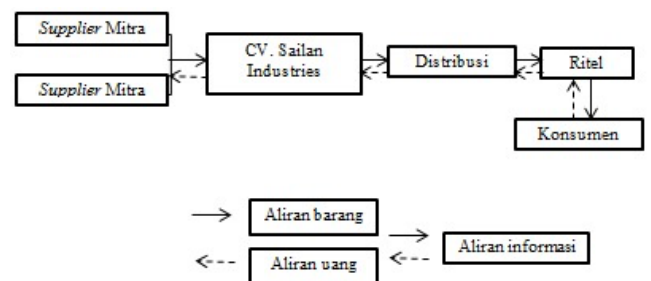 Supplier Mitra
Supplier Mitra
CV. Sailan
Industries
Distribusi
Ritel
Konsumen
Aliran barang
Aliran uang
Aliran informasi